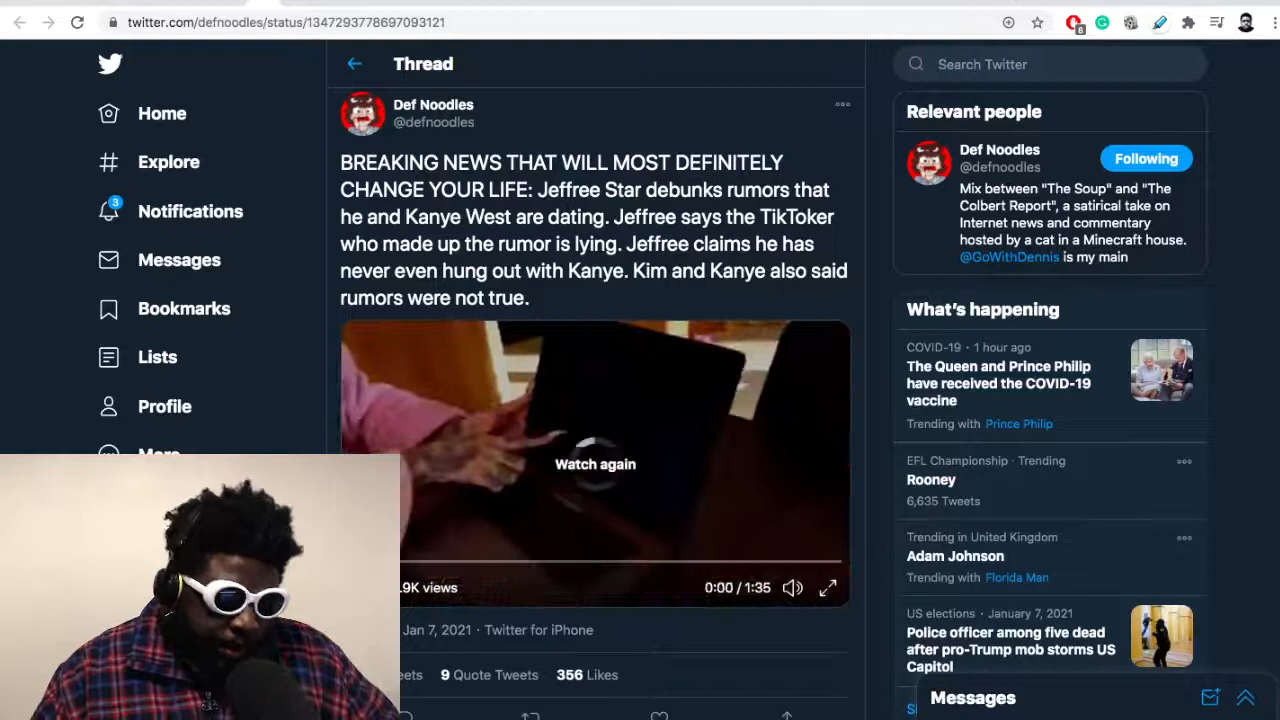 twitter.com/defnoodles/status/1347293778697093121
8
Home
Explore
3
Notifications
Messages
Bookmarks
Lists
Profile
More
Thread
Def Noodles
@defnoodles
BREAKING NEWS THAT WILL MOST DEFINITELY
CHANGE YOUR LIFE: Jeffree Star debunks rumors that
he and Kanye West are dating. Jeffree says the TikToker
who made up the rumor is lying. Jeffree claims he has
never even hung out with Kanye. Kim and Kanye also said
rumors were not true.
Watch again
.9K views
0:00 / 1:35
Jan 7, 2021 · Twitter for iPhone
9 Quote Tweets 356 Likes
Search Twitter
Relevant people
Def Noodles
@defnoodles
Following
Mix between "The Soup" and "The
Colbert Report", a satirical take on
Internet news and commentary
hosted by a cat in a Minecraft house.
@GoWithDennis is my main
What's happening
COVID-19 · 1 hour ago
The Queen and Prince Philip
have received the COVID-19
vaccine
Trending with Prince Philip
EFL Championship · Trending
Rooney
6,635 Tweets
Trending in United Kingdom
Adam Johnson
Trending with Florida Man
US elections · January 7, 2021
Police officer among five dead
after pro-Trump mob storms US
Capitol
Messages